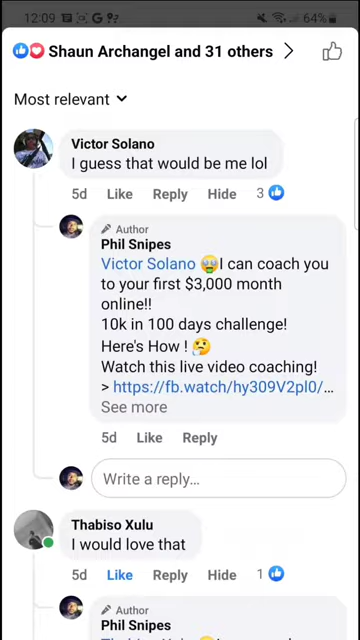 12:09 64%
Shaun Archangel and 31 others
Most relevant
Victor Solano
I guess that would be me lol
5d Like Reply Hide 3
Author
Phil Snipes
Victor Solano 🤑I can coach you
to your first $3,000 month
online!!
10k in 100 days challenge!
Here's How ! 🤔
Watch this live video coaching!
> https://fb.watch/hy309V2pl0/...
See more
5d Like Reply
Write a reply...
Thabiso Xulu
I would love that
5d Like Reply Hide 1
Author
Phil Snipes